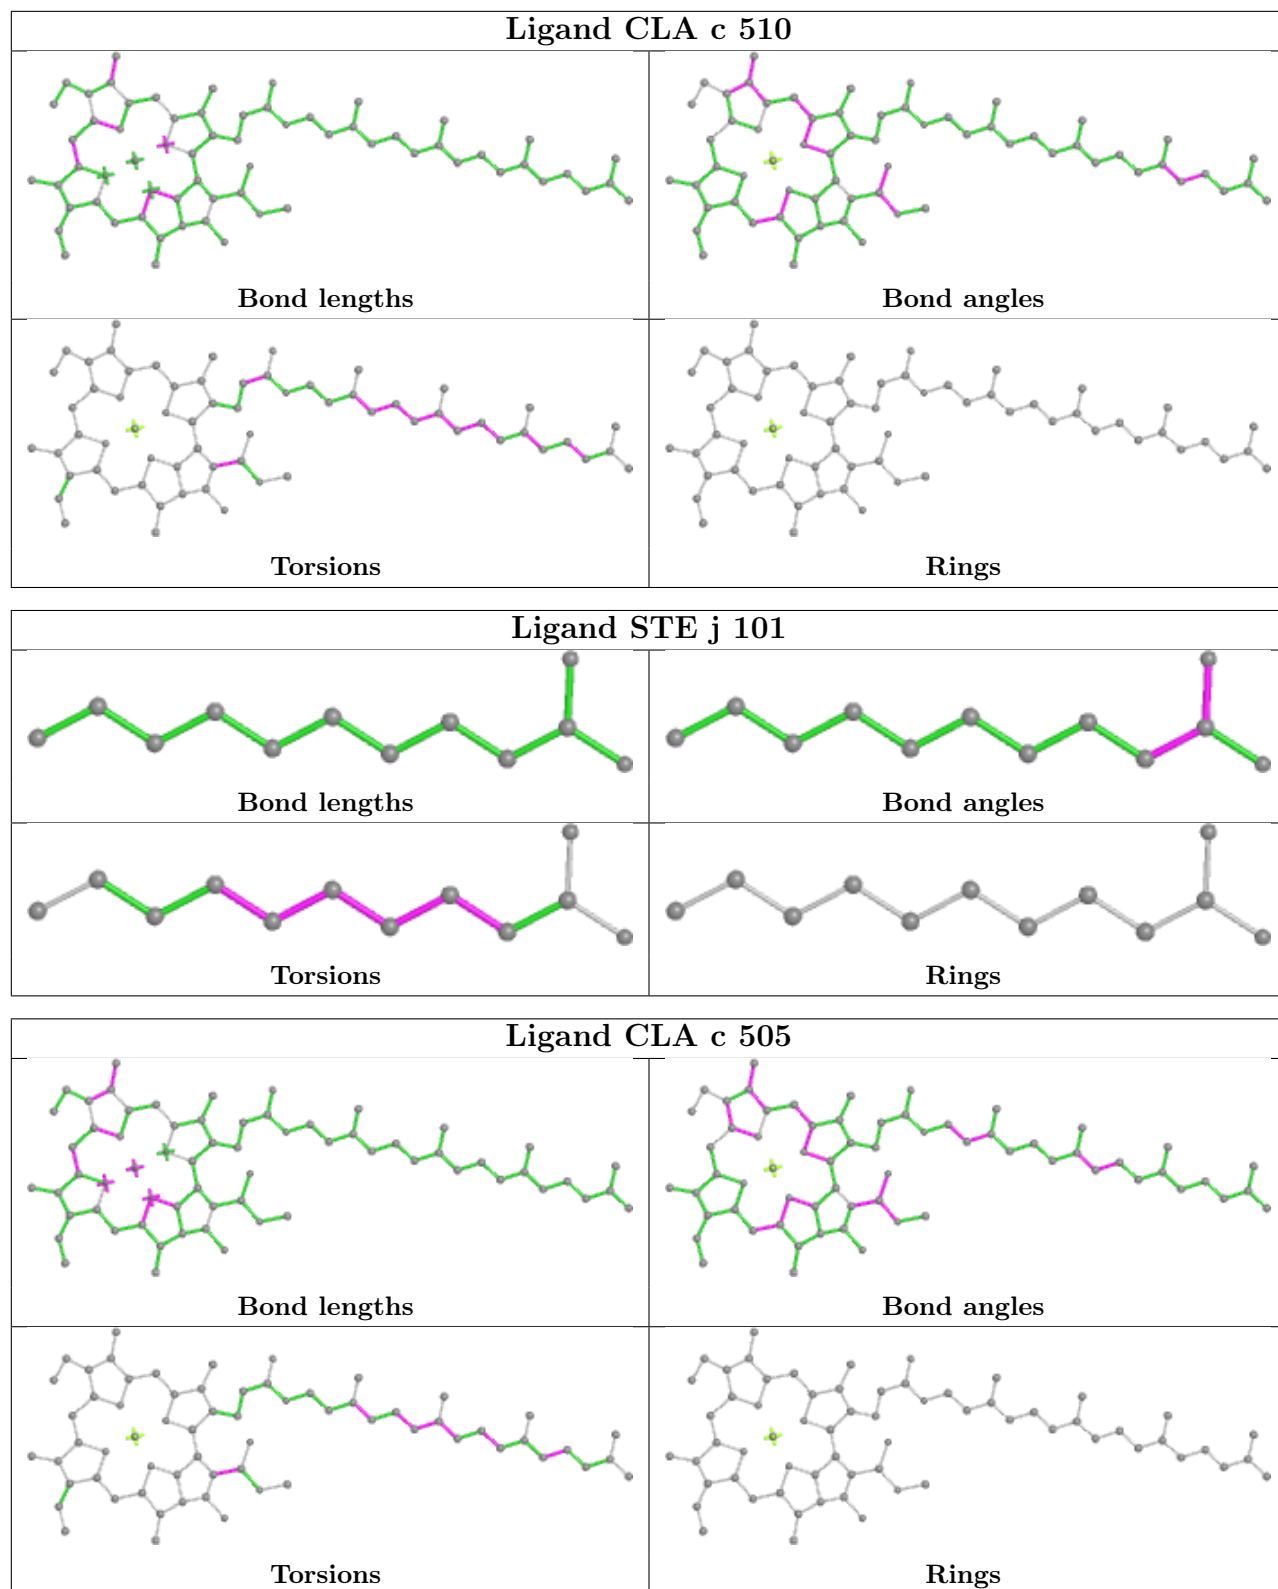 Ligand CLA c 510
Bond lengths
Bond angles
Torsions
Rings
Ligand STE j 101
Bond lengths
Bond angles
Torsions
Rings
Ligand CLA c 505
Bond lengths
Bond angles
Torsions
Rings